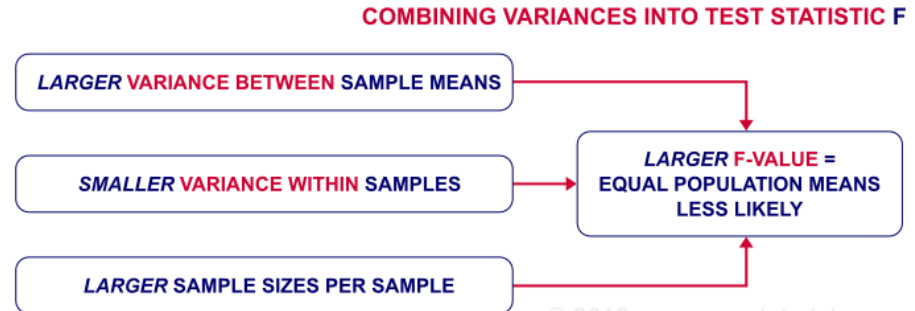 COMBINING VARIANCES INTO TEST STATISTIC F
LARGER VARIANCE BETWEEN SAMPLE MEANS
SMALLER VARIANCE WITHIN SAMPLES
LARGER SAMPLE SIZES PER SAMPLE
LARGER F-VALUE =
EQUAL POPULATION MEANS
LESS LIKELY